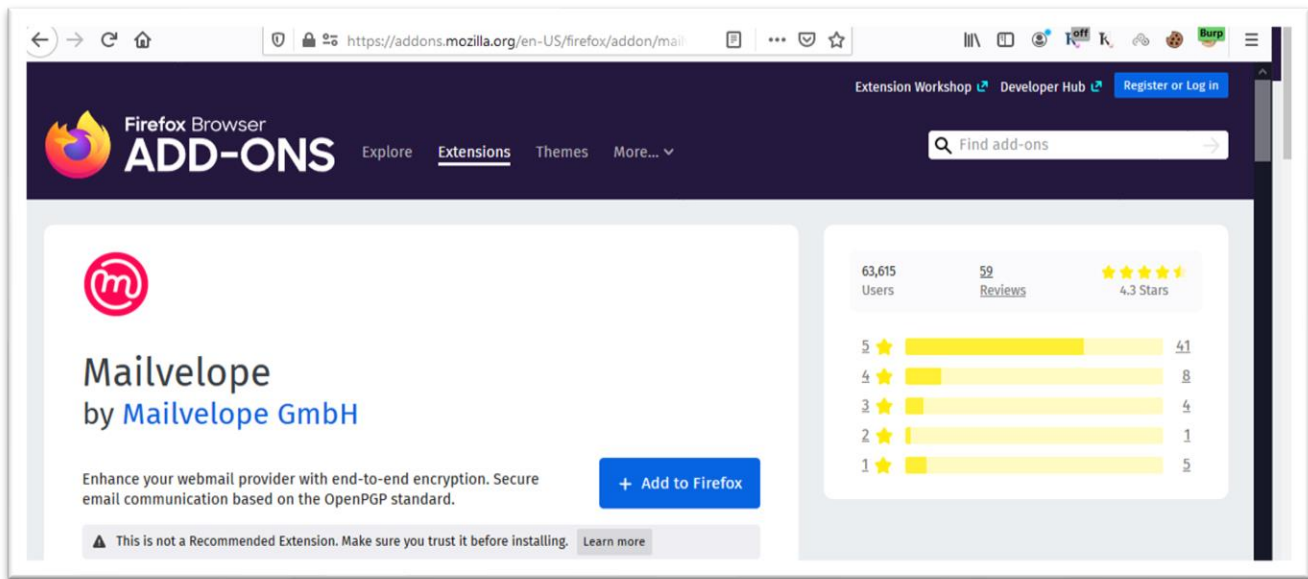 https://addons.mozilla.org/en-US/firefox/addon/mail
off
Burp
Extension Workshop Developer Hub Register or Log in
Firefox Browser
ADD-ONS
Explore Extensions Themes More...
Find add-ons
63,615 59
Users Reviews 4.3 Stars
m
Mailvelope
by Mailvelope GmbH
5 41
4 8
3 4
2 1
1 5
Enhance your webmail provider with end-to-end encryption. Secure
email communication based on the OpenPGP standard.
+ Add to Firefox
This is not a Recommended Extension. Make sure you trust it before installing. Learn more